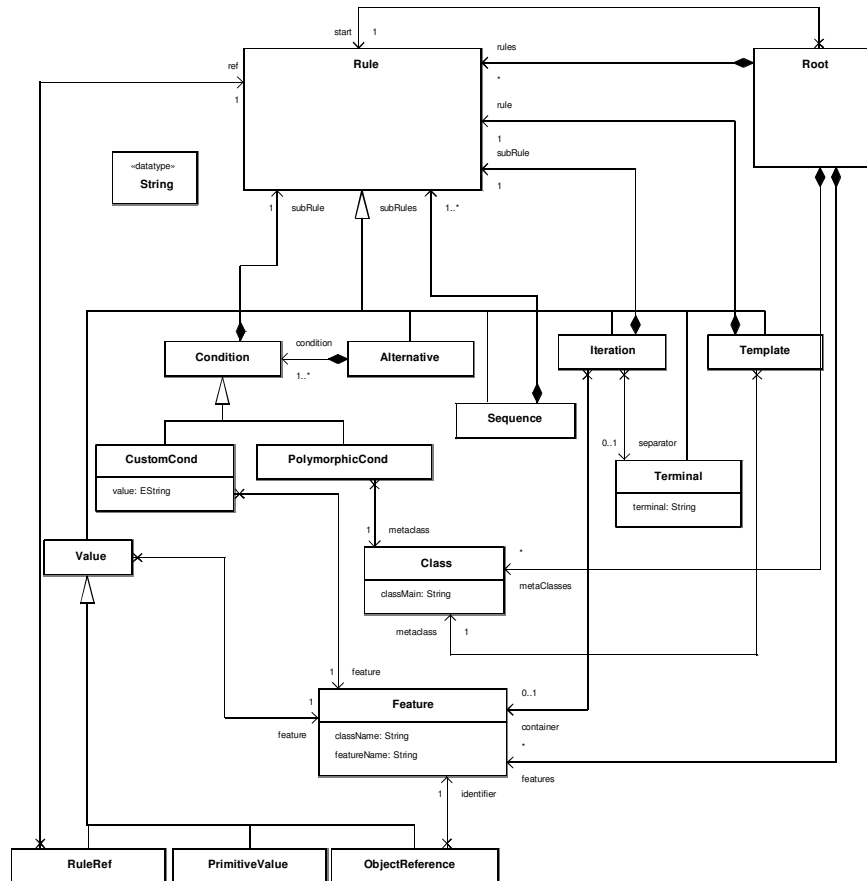 start
1
ref
Rule
rules
Root
1
*
rule
1
«datatype»
subRule
String
1
1
subRule
subRules
1..*
condition
Condition
Alternative
Iteration
Template
1..*
Sequence
CustomCond
PolymorphicCond
0..1
separator
Terminal
value: EString
terminal: String
1
metaclass
Value
Class
*
classMain: String
metaClasses
metaclass
1
1
feature
1
Feature
0..1
feature
className: String
container
featureName: String
*
features
1
identifier
RuleRef
PrimitiveValue
ObjectReference